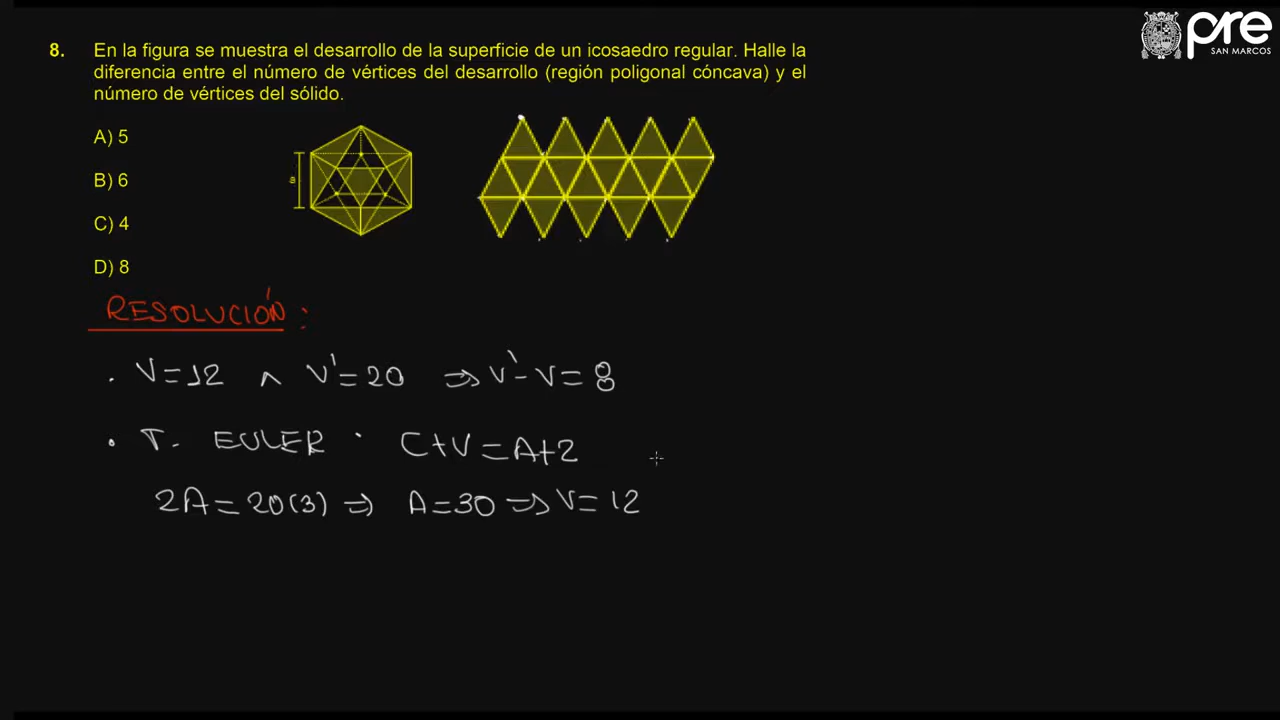 pre
SAN MARCOS
8. En la figura se muestra el desarrollo de la superficie de un icosaedro regular. Halle la
diferencia entre el número de vértices del desarrollo (región poligonal cóncava) y el
número de vértices del sólido.
A) 5
B) 6
C) 4
D) 8
a
RESOLUCIÓN :
. V=12 ∧ V'=20 ⇒ V'-V=8
. T. EULER . C+V=A+2
2A=20(3) ⇒ A=30 ⇒ V=12